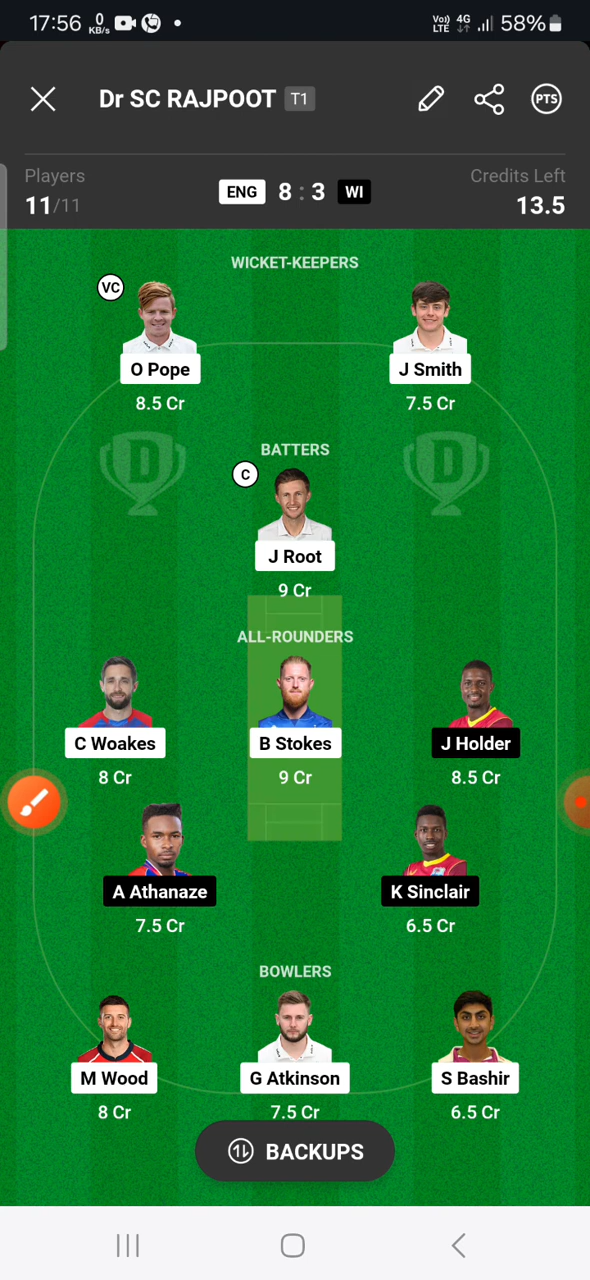 17:56 0 KB/s Vo)) LTE 4G 58%
Dr SC RAJPOOT T1 PTS
Players Credits Left
11/11 ENG 8 : 3 WI 13.5
WICKET-KEEPERS
VC
O Pope J Smith
8.5 Cr 7.5 Cr
D D
BATTERS
C
J Root
9 Cr
ALL-ROUNDERS
C Woakes B Stokes J Holder
8 Cr 9 Cr 8.5 Cr
A Athanaze K Sinclair
7.5 Cr 6.5 Cr
BOWLERS
M Wood G Atkinson S Bashir
8 Cr 7.5 Cr 6.5 Cr
BACKUPS